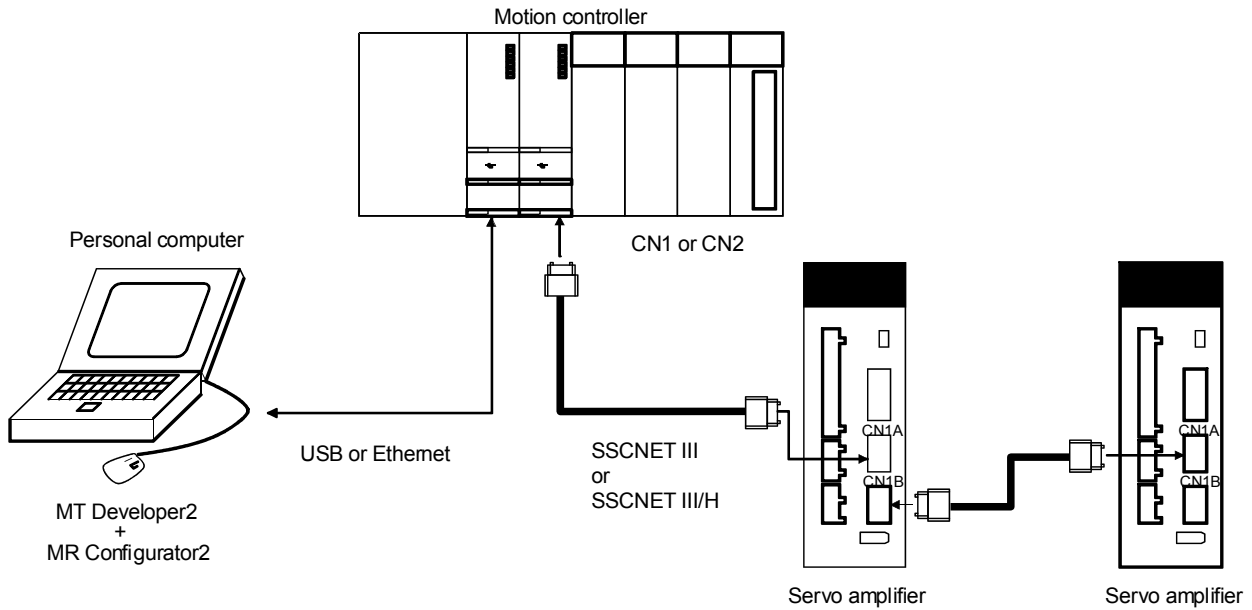 Motion controller
CN1 or CN2
Personal computer
USB or Ethernet
MT Developer2
+
MR Configurator2
SSCNET III
or
SSCNET III/H
CN1A
CN1B
CN1A
CN1B
Servo amplifier
Servo amplifier